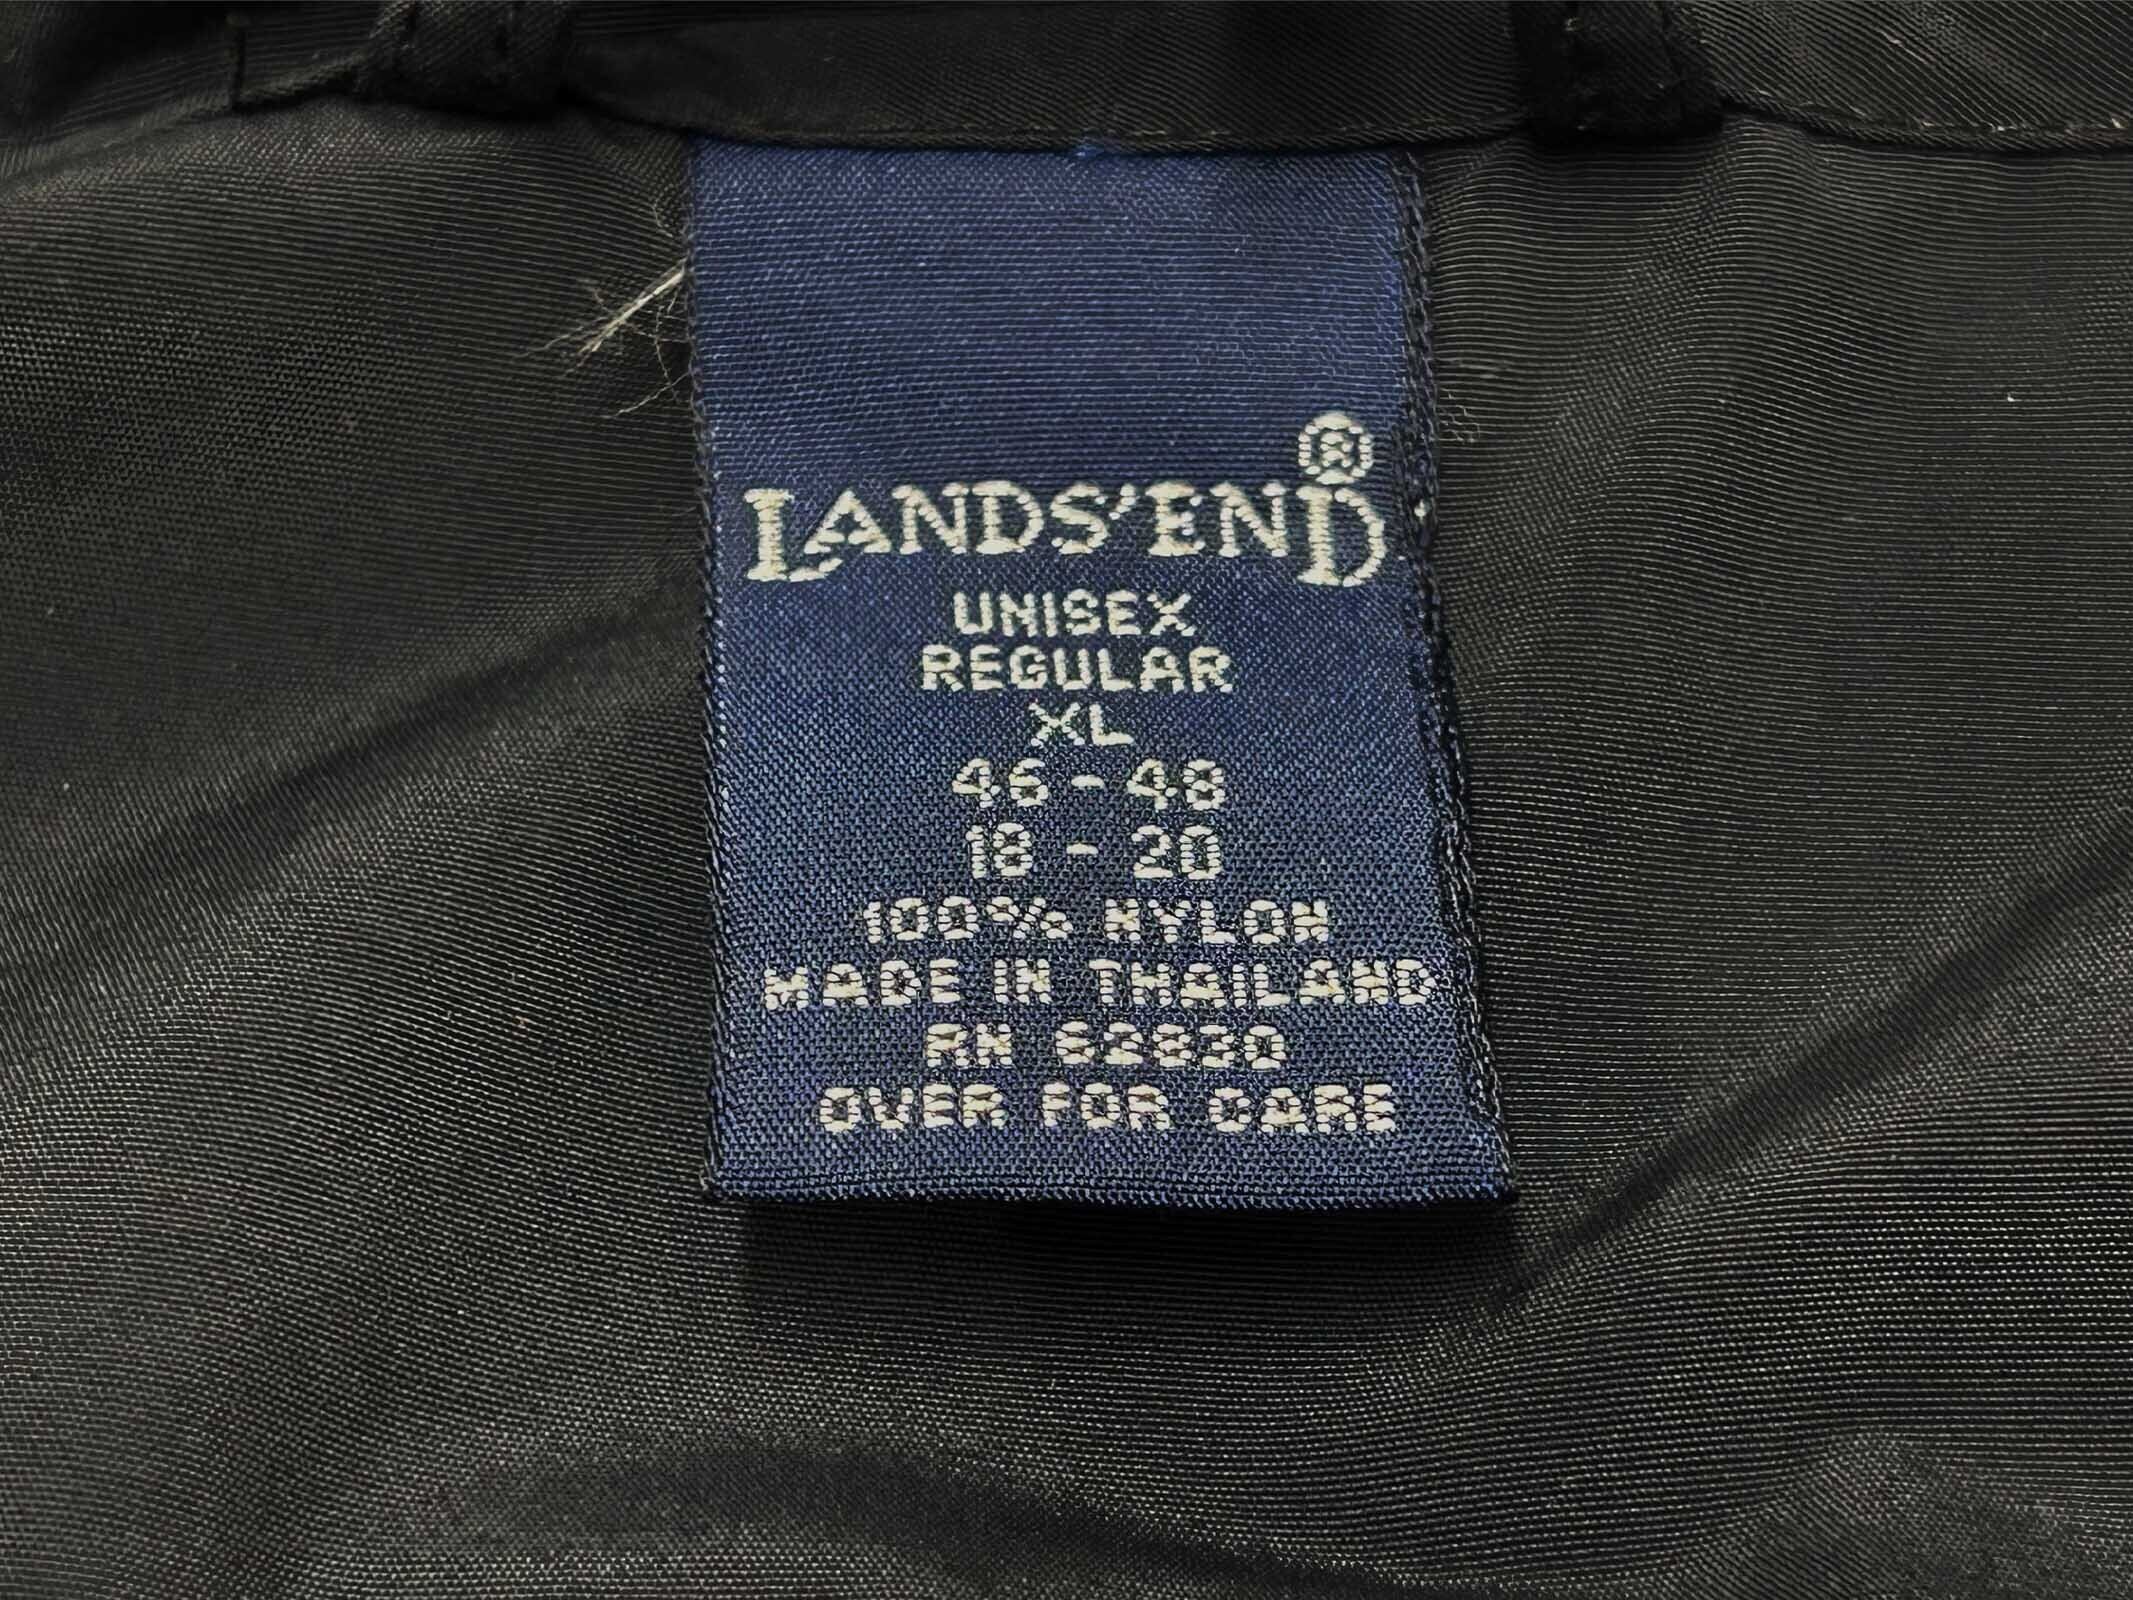 LANDS'END®
UNISEX
REGULAR
XL
46 - 48
18 - 20
100% NYLON
MADE IN THAILAND
RN 62830
OVER FOR CARE